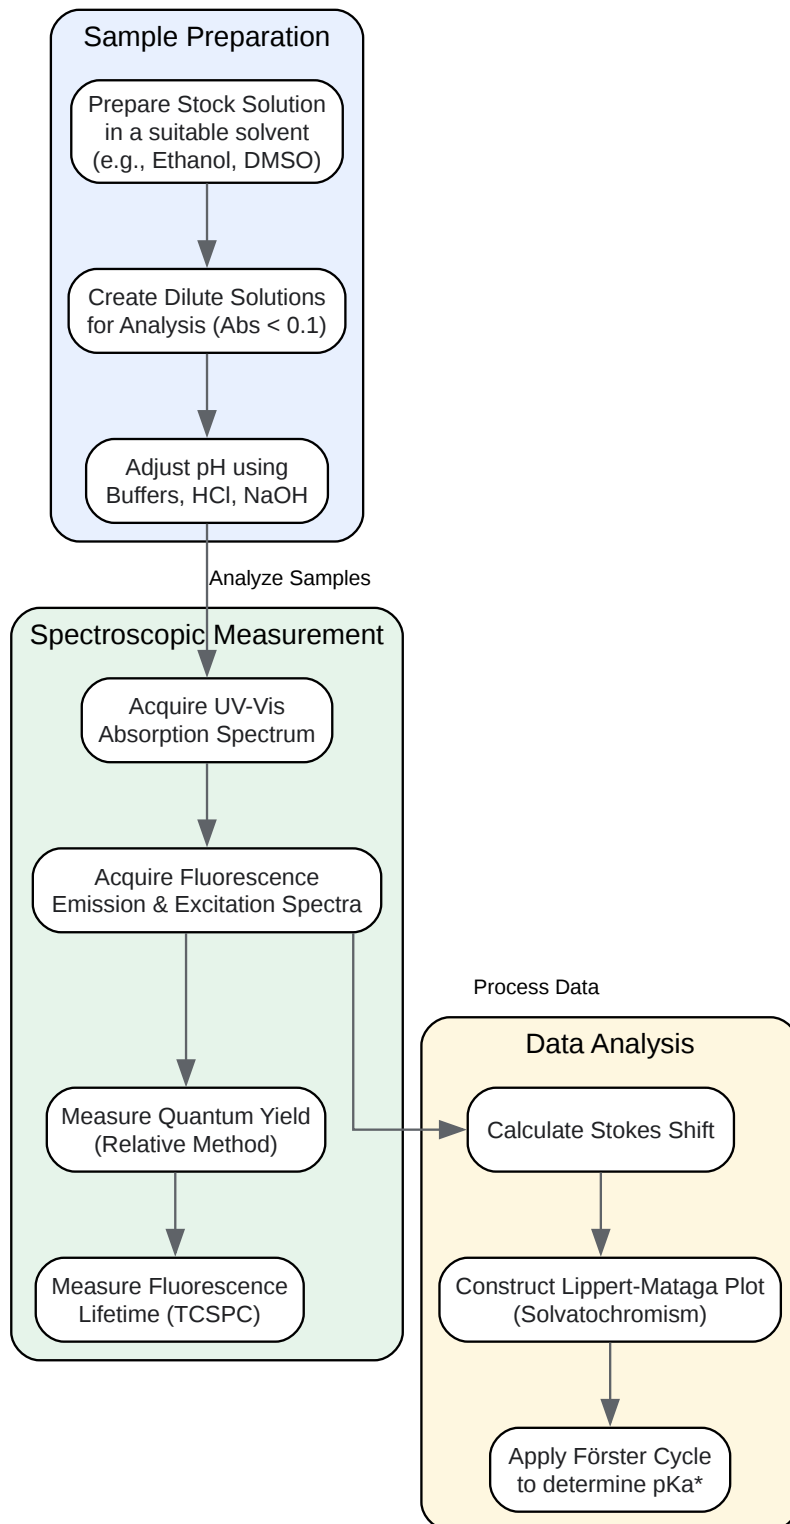 Sample Preparation
Prepare Stock Solution
in a suitable solvent
(e.g., Ethanol, DMSO)
Create Dilute Solutions
for Analysis (Abs < 0.1)
Adjust pH using
Buffers, HCl, NaOH
Analyze Samples
Spectroscopic Measurement
Acquire UV-Vis
Absorption Spectrum
Acquire Fluorescence
Emission & Excitation Spectra
Measure Quantum Yield
(Relative Method)
Measure Fluorescence
Lifetime (TCSPC)
Process Data
Data Analysis
Calculate Stokes Shift
Construct Lippert-Mataga Plot
(Solvatochromism)
Apply Förster Cycle
to determine pKa*